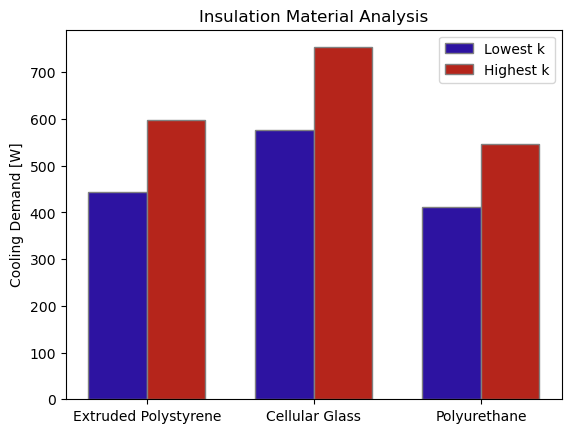 Insulation Material Analysis
Lowest k
Highest k
Cooling Demand [W]
700
600
500
400
300
200
100
0
Extruded Polystyrene
Cellular Glass
Polyurethane